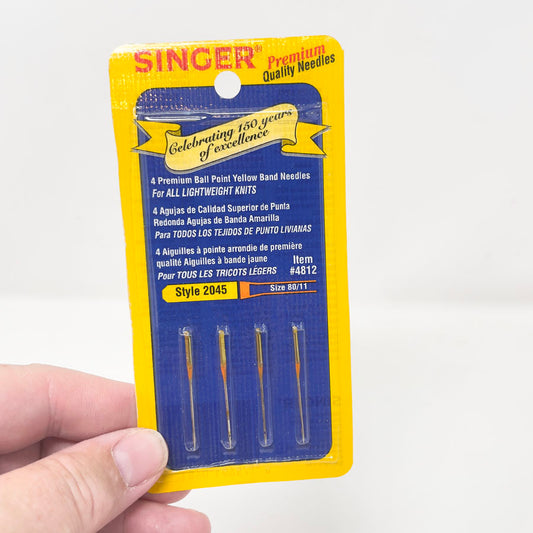 SINGER®
Premium
Quality Needles
Celebrating 150 years
of excellence
4 Premium Ball Point Yellow Band Needles
For ALL LIGHTWEIGHT KNITS
4 Agujas de Calidad Superior de Punta
Redonda Agujas de Banda Amarilla
Para TODOS LOS TEJIDOS DE PUNTO LIVIANAS
4 Aiguilles à pointe arrondie de première
qualité Aiguilles à bande jaune
Pour TOUS LES TRICOTS LÉGERS
Item
#4812
Style 2045
Size 80/11